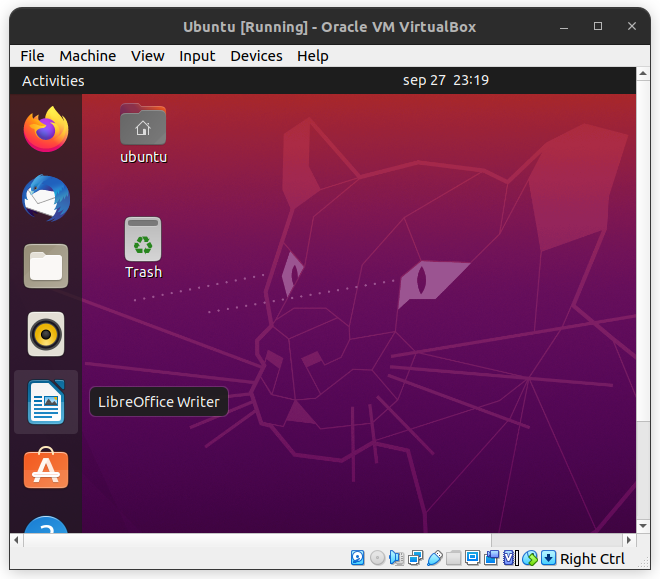 Ubuntu [Running] - Oracle VM VirtualBox
File Machine View Input Devices Help
Activities
sep 27 23:19
ubuntu
Trash
LibreOffice Writer
?
Right Ctrl